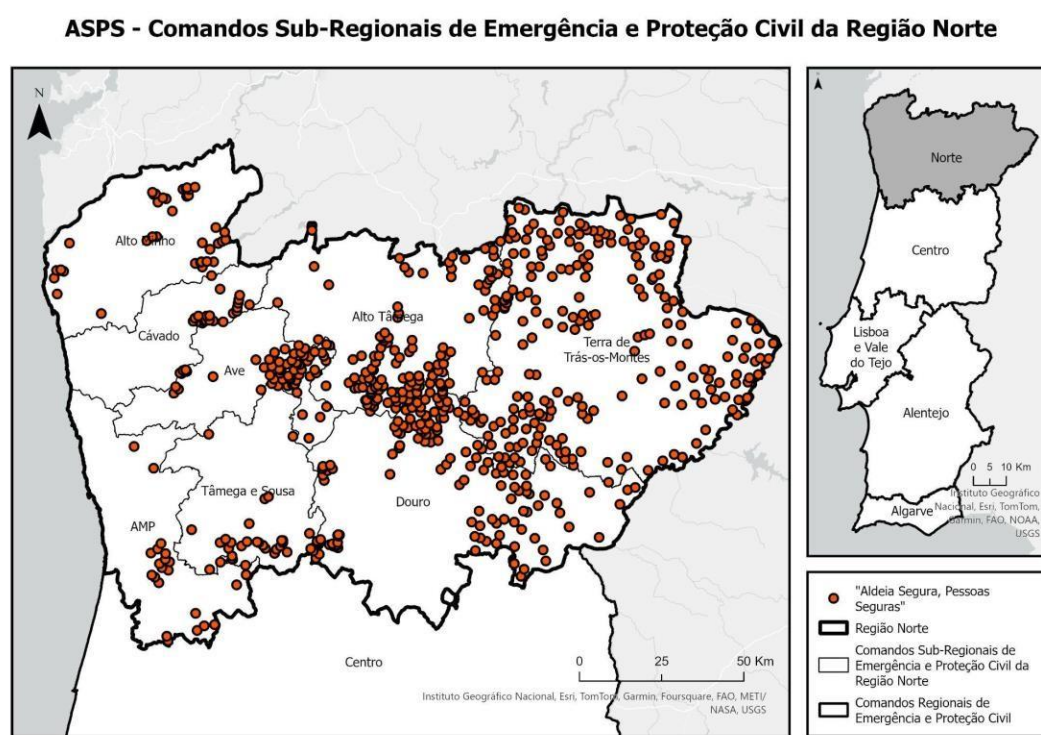 ASPS - Comandos Sub-Regionais de Emergência e Proteção Civil da Região Norte
N
Alto Minho
Cávado
Ave
Alto Tâmega
Terra de
Trás-os-Montes
Tâmega e Sousa
Douro
AMP
Centro
0 25 50 Km
Instituto Geográfico Nacional, Esri, TomTom, Garmin, Foursquare, FAO, METI/
NASA, USGS
Norte
Centro
Lisboa
e Vale
do Tejo
Alentejo
Algarve
0 5 10 Km
Instituto Geográfico
Nacional, Esri, TomTom,
Garmin, FAO, NOAA,
USGS
"Aldeia Segura, Pessoas
Seguras"
Região Norte
Comandos Sub-Regionais de
Emergência e Proteção Civil da
Região Norte
Comandos Regionais de
Emergência e Proteção Civil